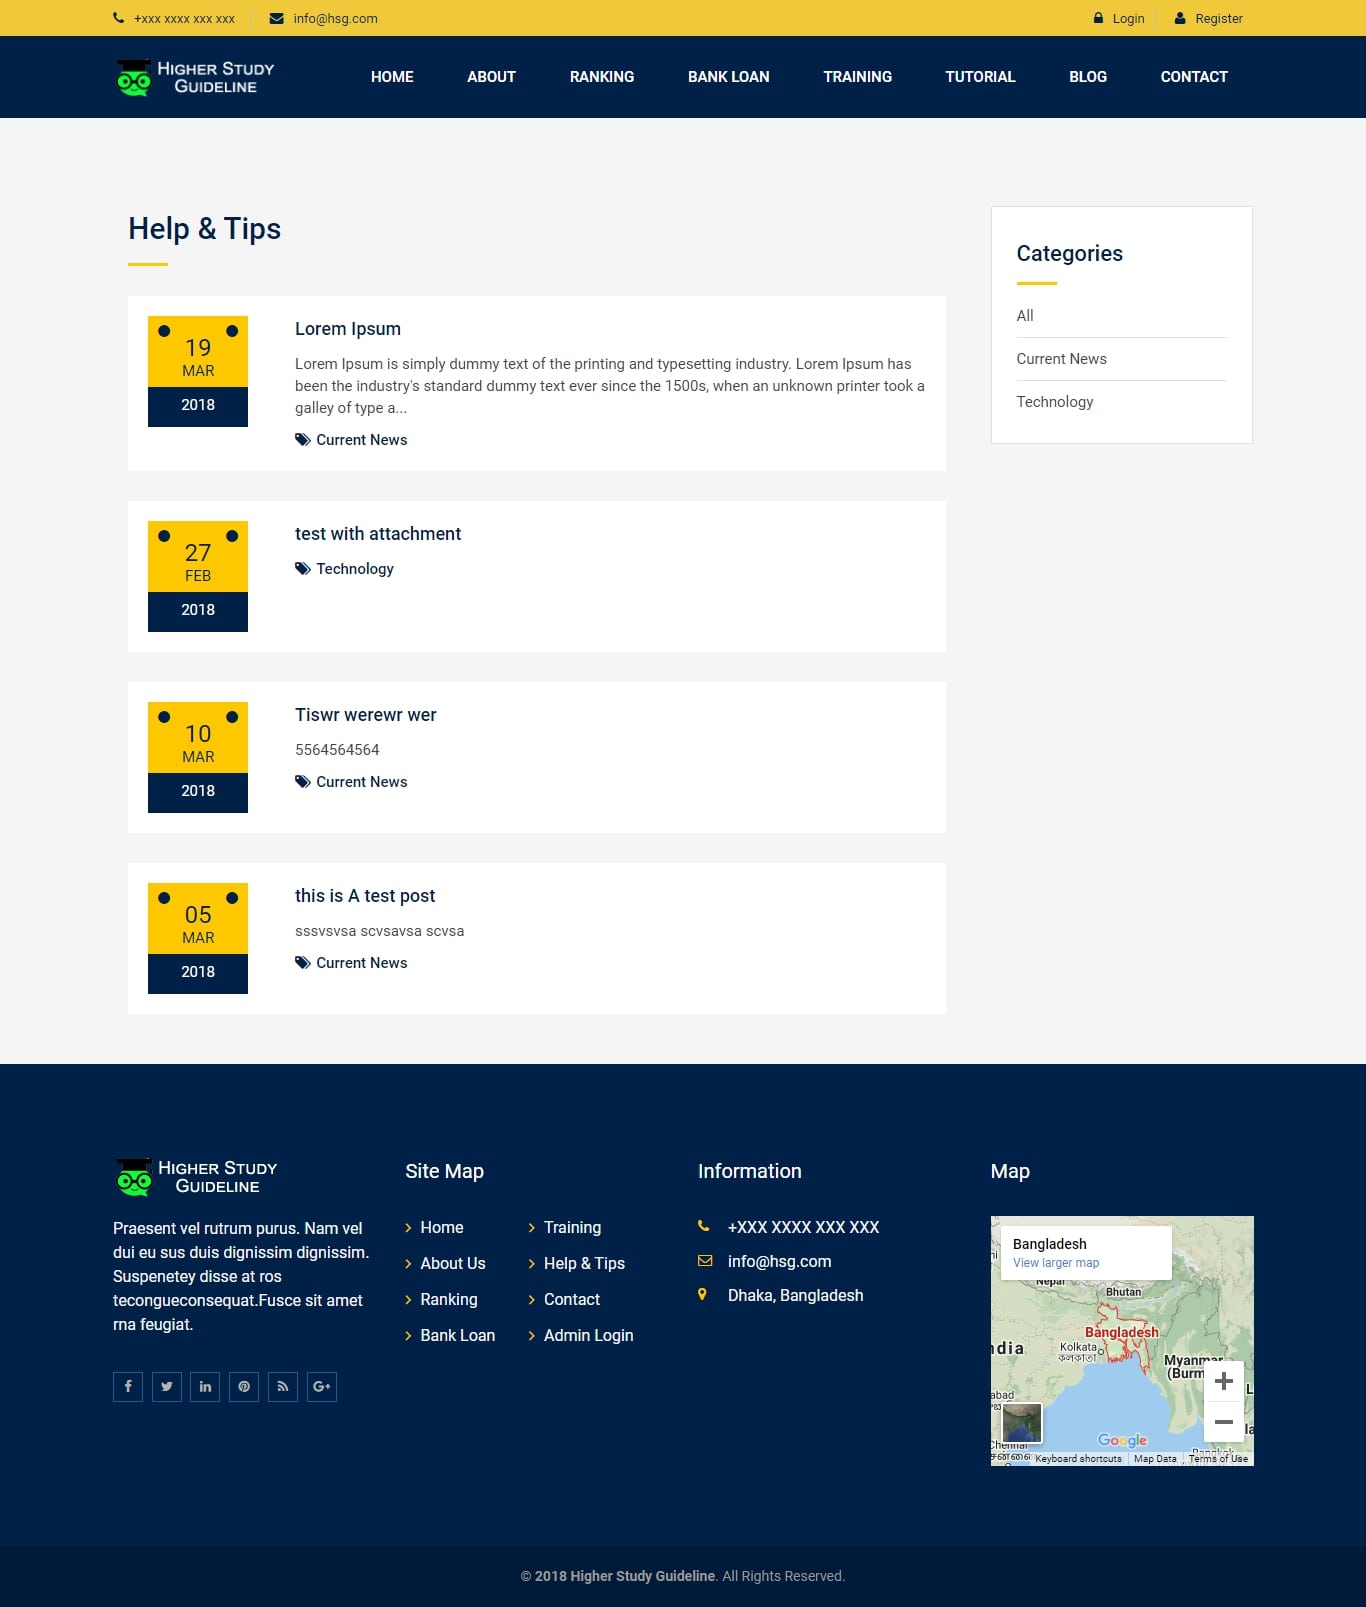 +xxx xxxx xxx xxx
info@hsg.com
Login
Register
HIGHER STUDY
GUIDELINE
HOME
ABOUT
RANKING
BANK LOAN
TRAINING
TUTORIAL
BLOG
CONTACT
Help & Tips
19
MAR
2018
Lorem Ipsum
Lorem Ipsum is simply dummy text of the printing and typesetting industry. Lorem Ipsum has
been the industry's standard dummy text ever since the 1500s, when an unknown printer took a
galley of type a...
Current News
27
FEB
2018
test with attachment
Technology
10
MAR
2018
Tiswr werewr wer
5564564564
Current News
05
MAR
2018
this is A test post
sssvsvsa scvsavsa scvsa
Current News
Categories
All
Current News
Technology
HIGHER STUDY
GUIDELINE
Praesent vel rutrum purus. Nam vel
dui eu sus duis dignissim dignissim.
Suspenetey disse at ros
tecongueconsequat.Fusce sit amet
rna feugiat.
Site Map
Home
About Us
Ranking
Bank Loan
Training
Help & Tips
Contact
Admin Login
Information
+XXX XXXX XXX XXX
info@hsg.com
Dhaka, Bangladesh
Map
Bangladesh
View larger map
Nepal
Bhutan
Bangladesh
Kolkata
কলকাতা
Myanmar
(Burm
ndia
abad
Chennai
Google
Keyboard shortcuts
Map Data
Terms of Use
© 2018 Higher Study Guideline. All Rights Reserved.